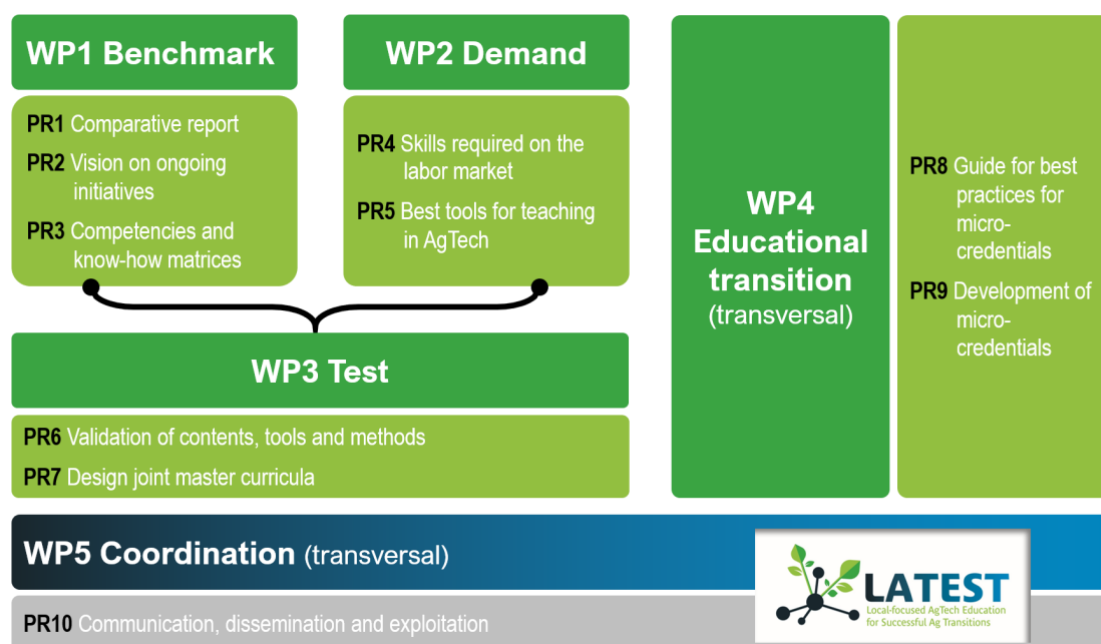 WP1 Benchmark
PR1 Comparative report
PR2 Vision on ongoing
initiatives
PR3 Competencies and
know-how matrices
WP2 Demand
PR4 Skills required on the
labor market
PR5 Best tools for teaching
in AgTech
WP3 Test
PR6 Validation of contents, tools and methods
PR7 Design joint master curricula
WP4
Educational
transition
(transversal)
PR8 Guide for best
practices for
micro-
credentials
PR9 Development of
micro-
credentials
WP5 Coordination (transversal)
PR10 Communication, dissemination and exploitation
LATEST
Local-focused AgTech Education
for Successful Ag Transitions